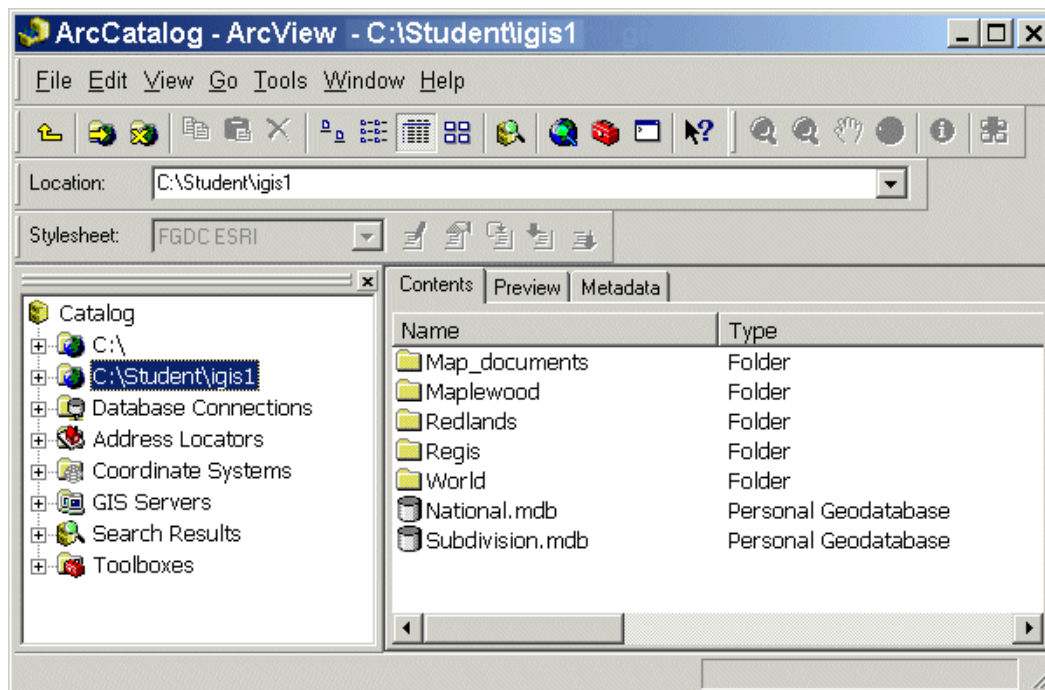 ArcCatalog - ArcView - C:\Student\igis1
File Edit View Go Tools Window Help
Location: C:\Student\igis1
Stylesheet: FGDC ESRI
Catalog
C:\
C:\Student\igis1
Database Connections
Address Locators
Coordinate Systems
GIS Servers
Search Results
Toolboxes
Contents Preview Metadata
Name Type
Map_documents Folder
Maplewood Folder
Redlands Folder
Regis Folder
World Folder
National.mdb Personal Geodatabase
Subdivision.mdb Personal Geodatabase